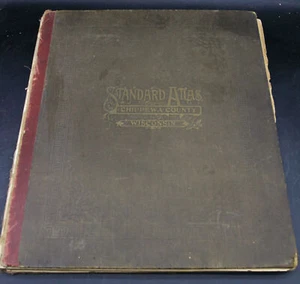 STANDARD ATLAS
CHIPPEWA COUNTY
WISCONSIN